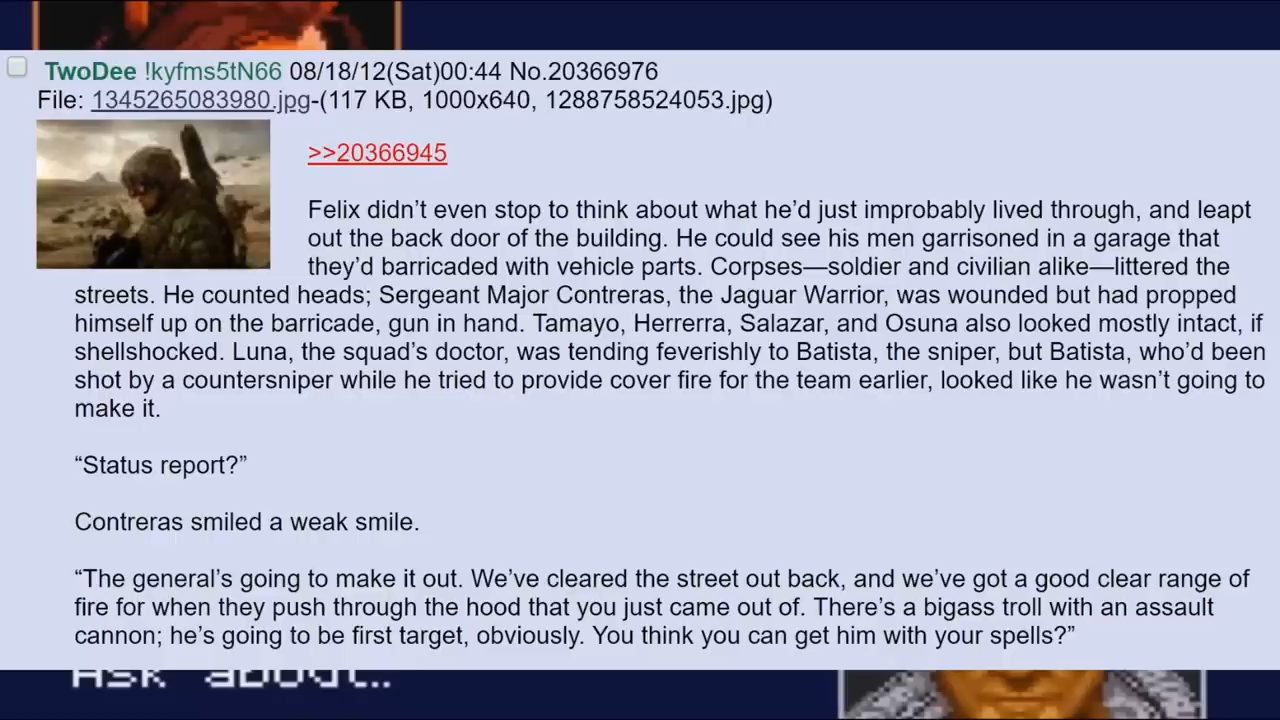 TwoDee !kyfms5tN66 08/18/12(Sat)00:44 No.20366976
File: 1345265083980.jpg-(117 KB, 1000x640, 1288758524053.jpg)
>>20366945
Felix didn’t even stop to think about what he’d just improbably lived through, and leapt
out the back door of the building. He could see his men garrisoned in a garage that
they’d barricaded with vehicle parts. Corpses—soldier and civilian alike—littered the
streets. He counted heads; Sergeant Major Contreras, the Jaguar Warrior, was wounded but had propped
himself up on the barricade, gun in hand. Tamayo, Herrerra, Salazar, and Osuna also looked mostly intact, if
shellshocked. Luna, the squad’s doctor, was tending feverishly to Batista, the sniper, but Batista, who’d been
shot by a countersniper while he tried to provide cover fire for the team earlier, looked like he wasn’t going to
make it.
“Status report?”
Contreras smiled a weak smile.
“The general’s going to make it out. We’ve cleared the street out back, and we’ve got a good clear range of
fire for when they push through the hood that you just came out of. There’s a bigass troll with an assault
cannon; he’s going to be first target, obviously. You think you can get him with your spells?”
Ask about..